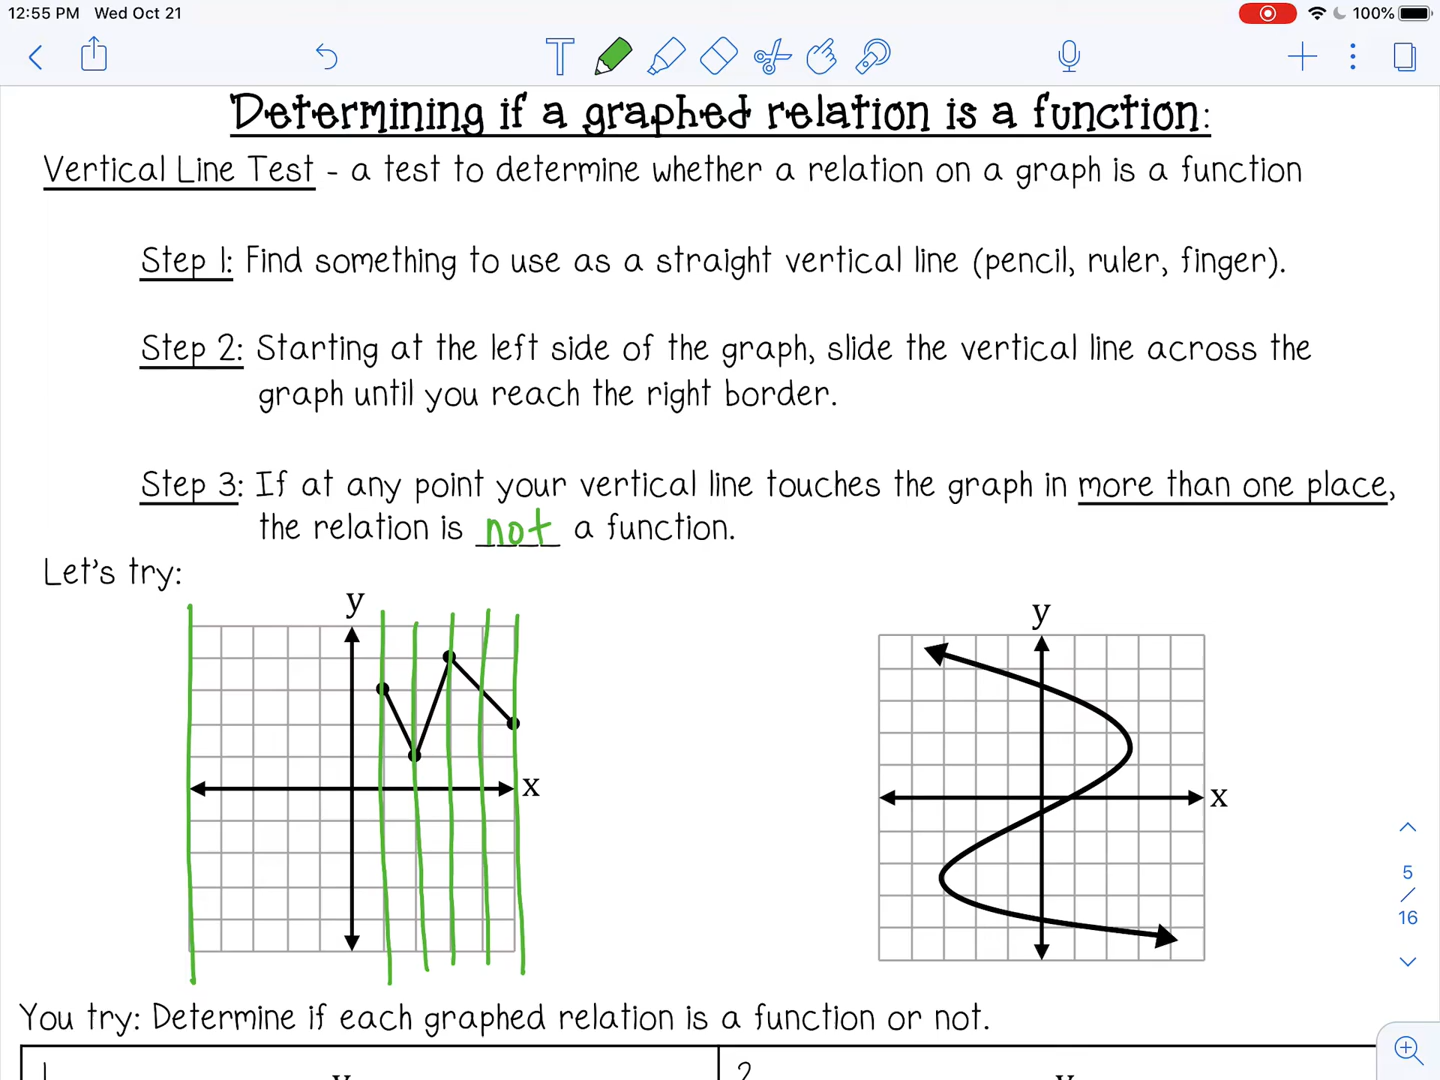 12:55 PM Wed Oct 21
100%
T
Determining if a graphed relation is a function:
Vertical Line Test - a test to determine whether a relation on a graph is a function
Step 1: Find something to use as a straight vertical line (pencil, ruler, finger).
Step 2: Starting at the left side of the graph, slide the vertical line across the
graph until you reach the right border.
Step 3: If at any point your vertical line touches the graph in more than one place,
the relation is not a function.
Let's try:
y
x
y
x
5
/
16
You try: Determine if each graphed relation is a function or not.
1
y
2
y